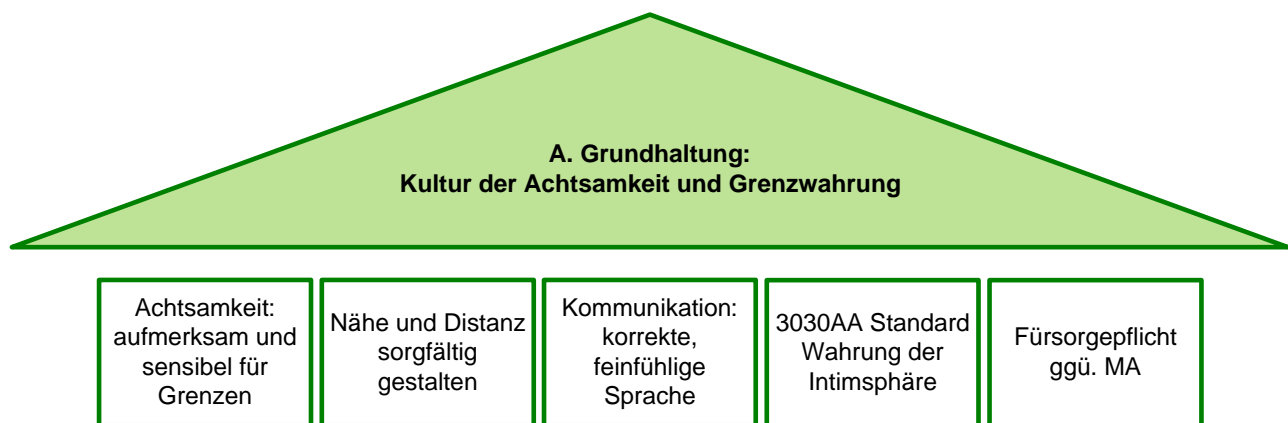 A. Grundhaltung:
Kultur der Achtsamkeit und Grenzwahrung
Achtsamkeit:
aufmerksam und
sensibel für
Grenzen
Nähe und Distanz
sorgfältig
gestalten
Kommunikation:
korrekte,
feinfühlige
Sprache
3030AA Standard
Wahrung der
Intimsphäre
Fürsorgepflicht
ggü. MA